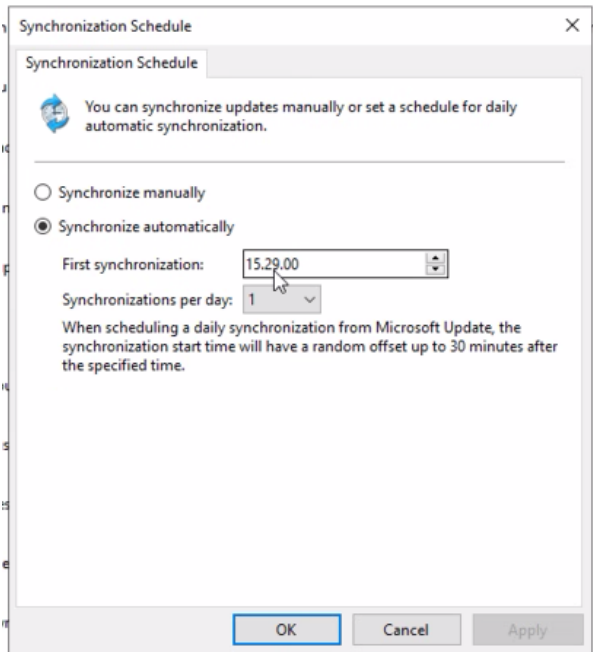 Synchronization Schedule
Synchronization Schedule
You can synchronize updates manually or set a schedule for daily
automatic synchronization.
Synchronize manually
Synchronize automatically
First synchronization: 15.29.00
Synchronizations per day: 1
When scheduling a daily synchronization from Microsoft Update, the
synchronization start time will have a random offset up to 30 minutes after
the specified time.
OK Cancel Apply